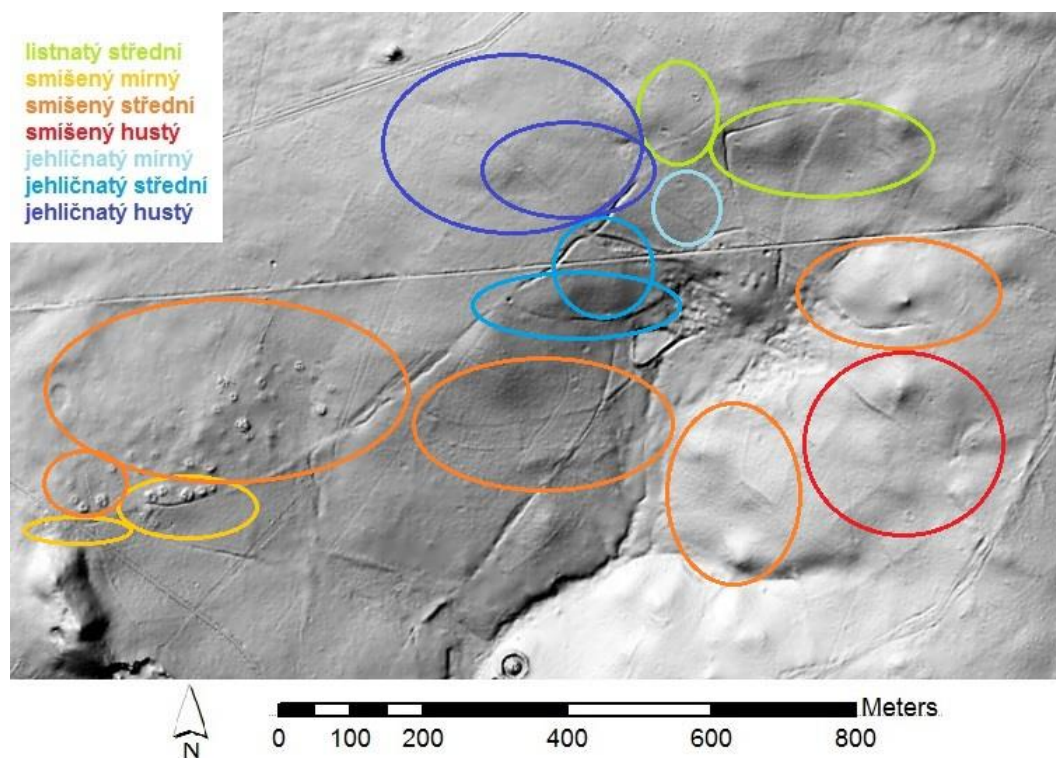 listnatý střední
smíšený mírný
smíšený střední
smíšený hustý
jehličnatý mírný
jehličnatý střední
jehličnatý hustý
N
Meters
0 100 200 400 600 800